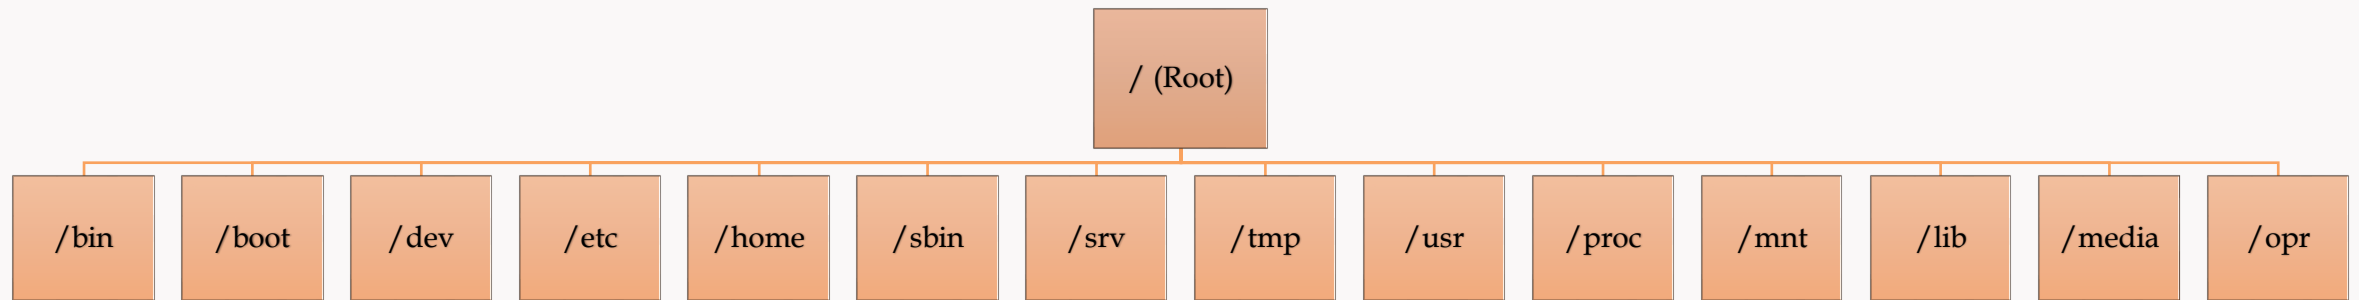 / (Root)
/bin
/boot
/dev
/etc
/home
/sbin
/srv
/tmp
/usr
/proc
/mnt
/lib
/media
/opr